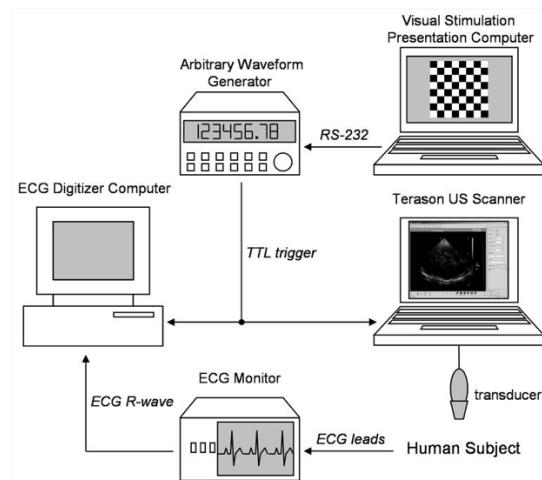 Visual Stimulation
Presentation Computer
Arbitrary Waveform
Generator
123456.78
RS-232
ECG Digitizer Computer
Terason US Scanner
TTL trigger
ECG Monitor
transducer
ECG R-wave
ECG leads
Human Subject